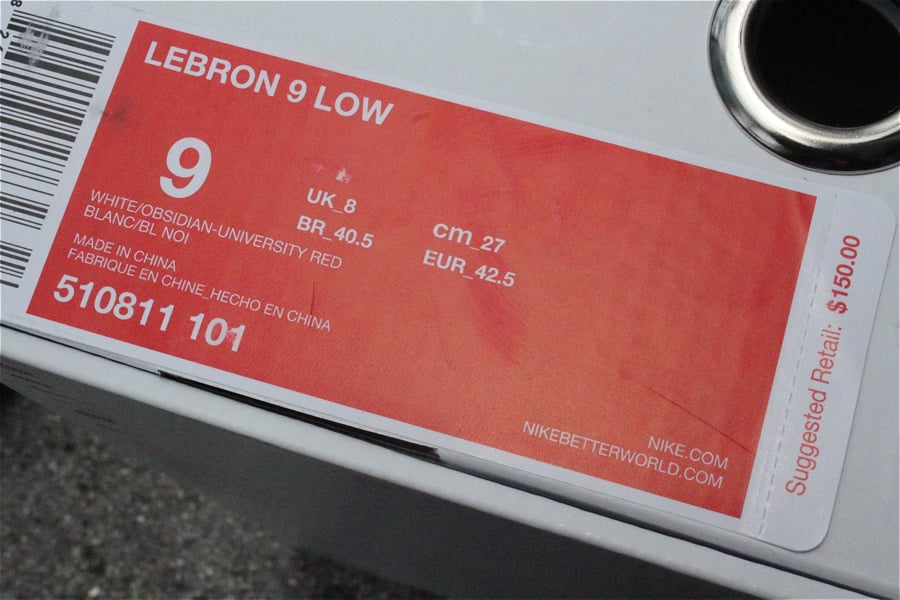 LEBRON 9 LOW
9
UK_8
BR_40.5
cm_27
EUR_42.5
WHITE/OBSIDIAN-UNIVERSITY RED
BLANC/BL NOI
MADE IN CHINA
FABRIQUE EN CHINE_HECHO EN CHINA
510811 101
NIKE.COM
NIKEBETTERWORLD.COM
Suggested Retail: $150.00